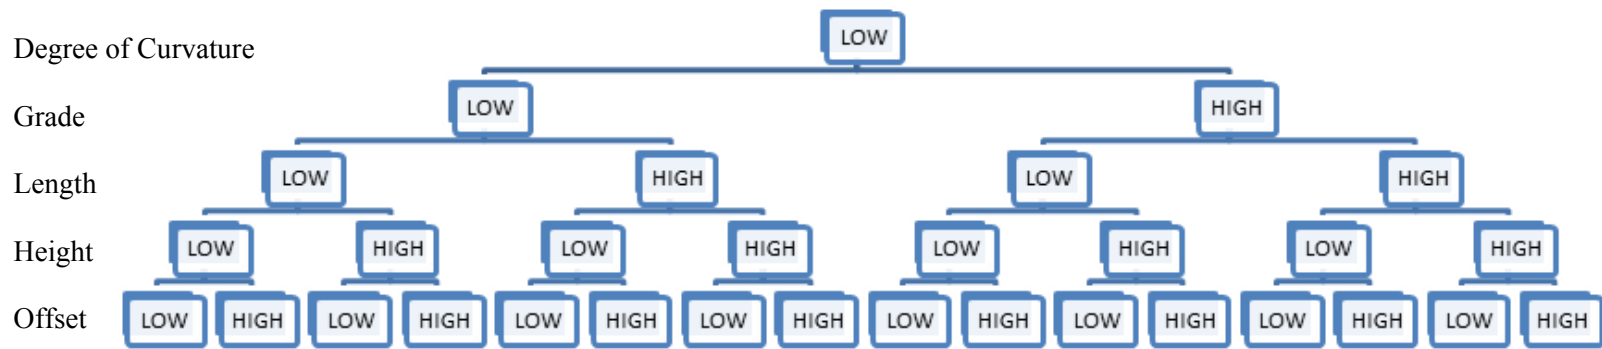 Degree of Curvature LOW
Grade LOW HIGH
Length LOW HIGH LOW HIGH
Height LOW HIGH LOW HIGH LOW HIGH LOW HIGH
Offset LOW HIGH LOW HIGH LOW HIGH LOW HIGH LOW HIGH LOW HIGH LOW HIGH LOW HIGH